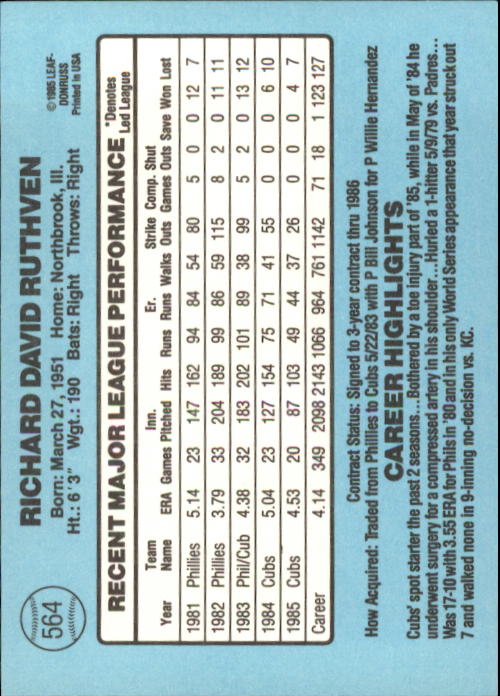 564
RICHARD DAVID RUTHVEN
Born: March 27, 1951 Home: Northbrook, Ill.
Ht.: 6'3" Wgt.: 190 Bats: Right Throws: Right
©1985 LEAF-
DONRUSS
Printed in USA
RECENT MAJOR LEAGUE PERFORMANCE
*Denotes
Led League
Team Inn. Er. Strike Comp. Shut
Year Name ERA Games Pitched Hits Runs Runs Walks Outs Games Outs Save Won Lost
1981 Phillies 5.14 23 147 162 94 84 54 80 5 0 0 12 7
1982 Phillies 3.79 33 204 189 99 86 59 115 8 2 0 11 11
1983 Phil/Cub 4.38 32 183 202 101 89 38 99 5 2 0 13 12
1984 Cubs 5.04 23 127 154 75 71 41 55 0 0 0 6 10
1985 Cubs 4.53 20 87 103 49 44 37 26 0 0 0 4 7
Career 4.14 349 2098 2143 1066 964 761 1142 71 18 1 123 127
Contract Status: Signed to 3-year contract thru 1986
How Acquired: Traded from Phillies to Cubs 5/22/83 with P Bill Johnson for P Willie Hernandez
CAREER HIGHLIGHTS
Cubs' spot starter the past 2 seasons...Bothered by a toe injury part of '85, while in May of '84 he
underwent surgery for a compressed artery in his shoulder...Hurled a 1-hitter 5/9/79 vs. Padres...
Was 17-10 with 3.55 ERA for Phils in '80 and in his only World Series appearance that year struck out
7 and walked none in 9-inning no-decision vs. KC.